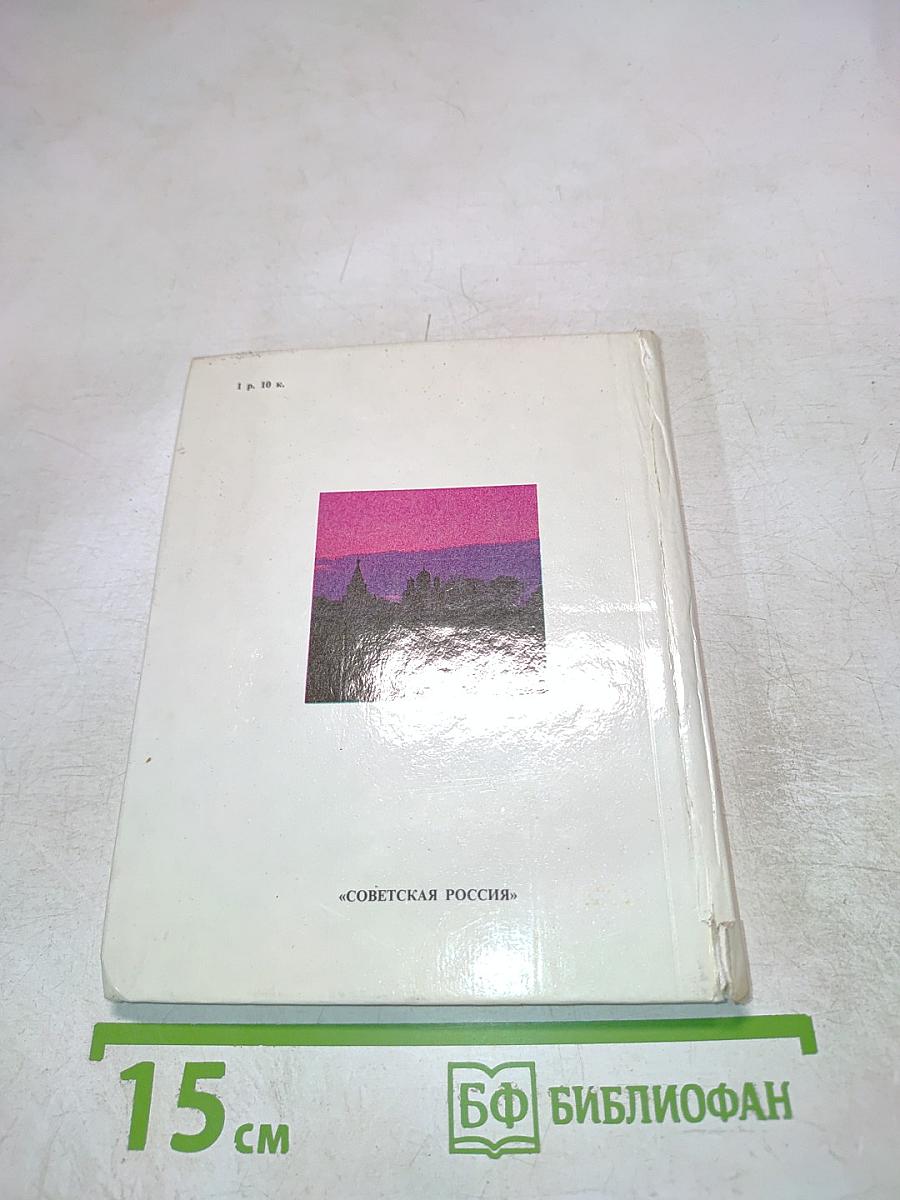 1 р. 10 к.
«СОВЕТСКАЯ РОССИЯ»
15 см
БФ БИБЛИОФАН